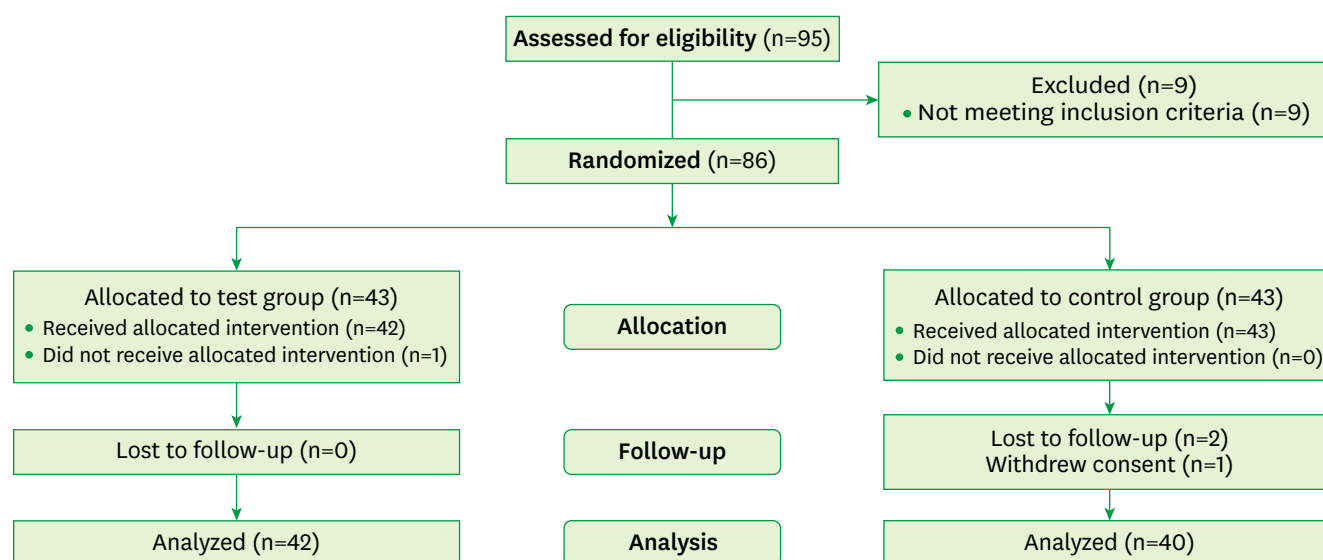 Assessed for eligibility (n=95)
Excluded (n=9)
• Not meeting inclusion criteria (n=9)
Randomized (n=86)
Allocated to test group (n=43)
• Received allocated intervention (n=42)
• Did not receive allocated intervention (n=1)
Allocation
Allocated to control group (n=43)
• Received allocated intervention (n=43)
• Did not receive allocated intervention (n=0)
Lost to follow-up (n=0)
Follow-up
Lost to follow-up (n=2)
Withdrew consent (n=1)
Analyzed (n=42)
Analysis
Analyzed (n=40)